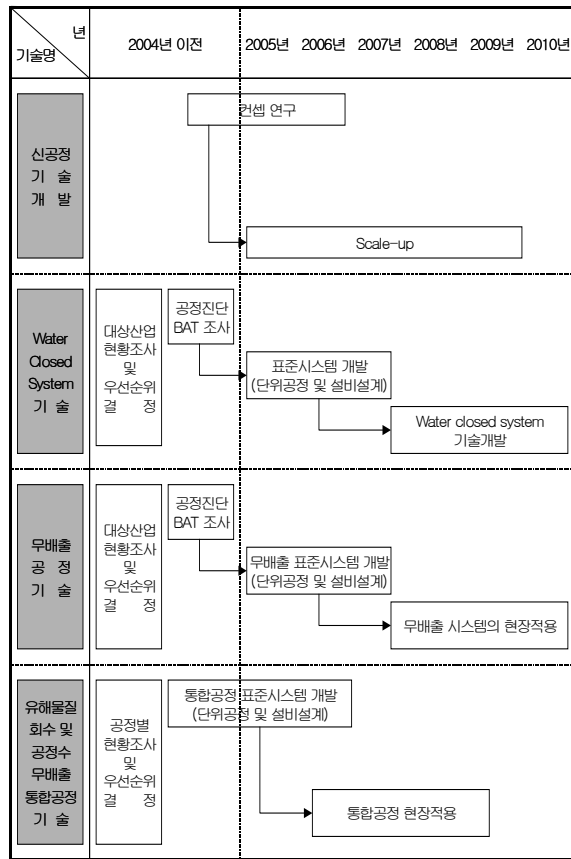 년
기술명
2004년 이전
2005년 2006년 2007년 2008년 2009년 2010년
신공정
기 술
개 발
컨셉 연구
Scale-up
Water
Closed
System
기 술
대상산업
현황조사
및
우선순위
결 정
공정진단
BAT 조사
표준시스템 개발
(단위공정 및 설비설계)
Water closed system
기술개발
무배출
공 정
기 술
대상산업
현황조사
및
우선순위
결 정
공정진단
BAT 조사
무배출 표준시스템 개발
(단위공정 및 설비설계)
무배출 시스템의 현장적용
유해물질
회수 및
공정수
무배출
통합공정
기 술
공정별
현황조사
및
우선순위
결 정
통합공정 표준시스템 개발
(단위공정 및 설비설계)
통합공정 현장적용